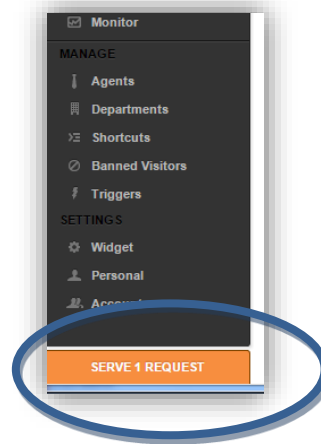 Monitor
MANAGE
Agents
Departments
Shortcuts
Banned Visitors
Triggers
SETTINGS
Widget
Personal
SERVE 1 REQUEST